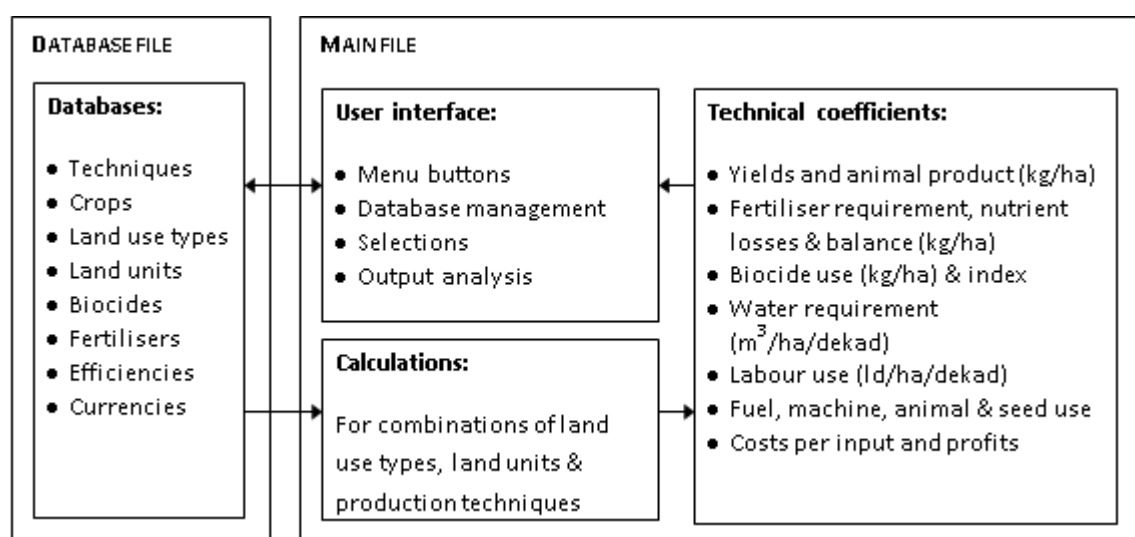 DATABASE FILE
Databases:
● Techniques
● Crops
● Land use types
● Land units
● Biocides
● Fertilisers
● Efficiencies
● Currencies
MAIN FILE
User interface:
● Menu buttons
● Database management
● Selections
● Output analysis
Calculations:
For combinations of land
use types, land units &
production techniques
Technical coefficients:
● Yields and animal product (kg/ha)
● Fertiliser requirement, nutrient
losses & balance (kg/ha)
● Biocide use (kg/ha) & index
● Water requirement
(m³/ha/dekad)
● Labour use (ld/ha/dekad)
● Fuel, machine, animal & seed use
● Costs per input and profits